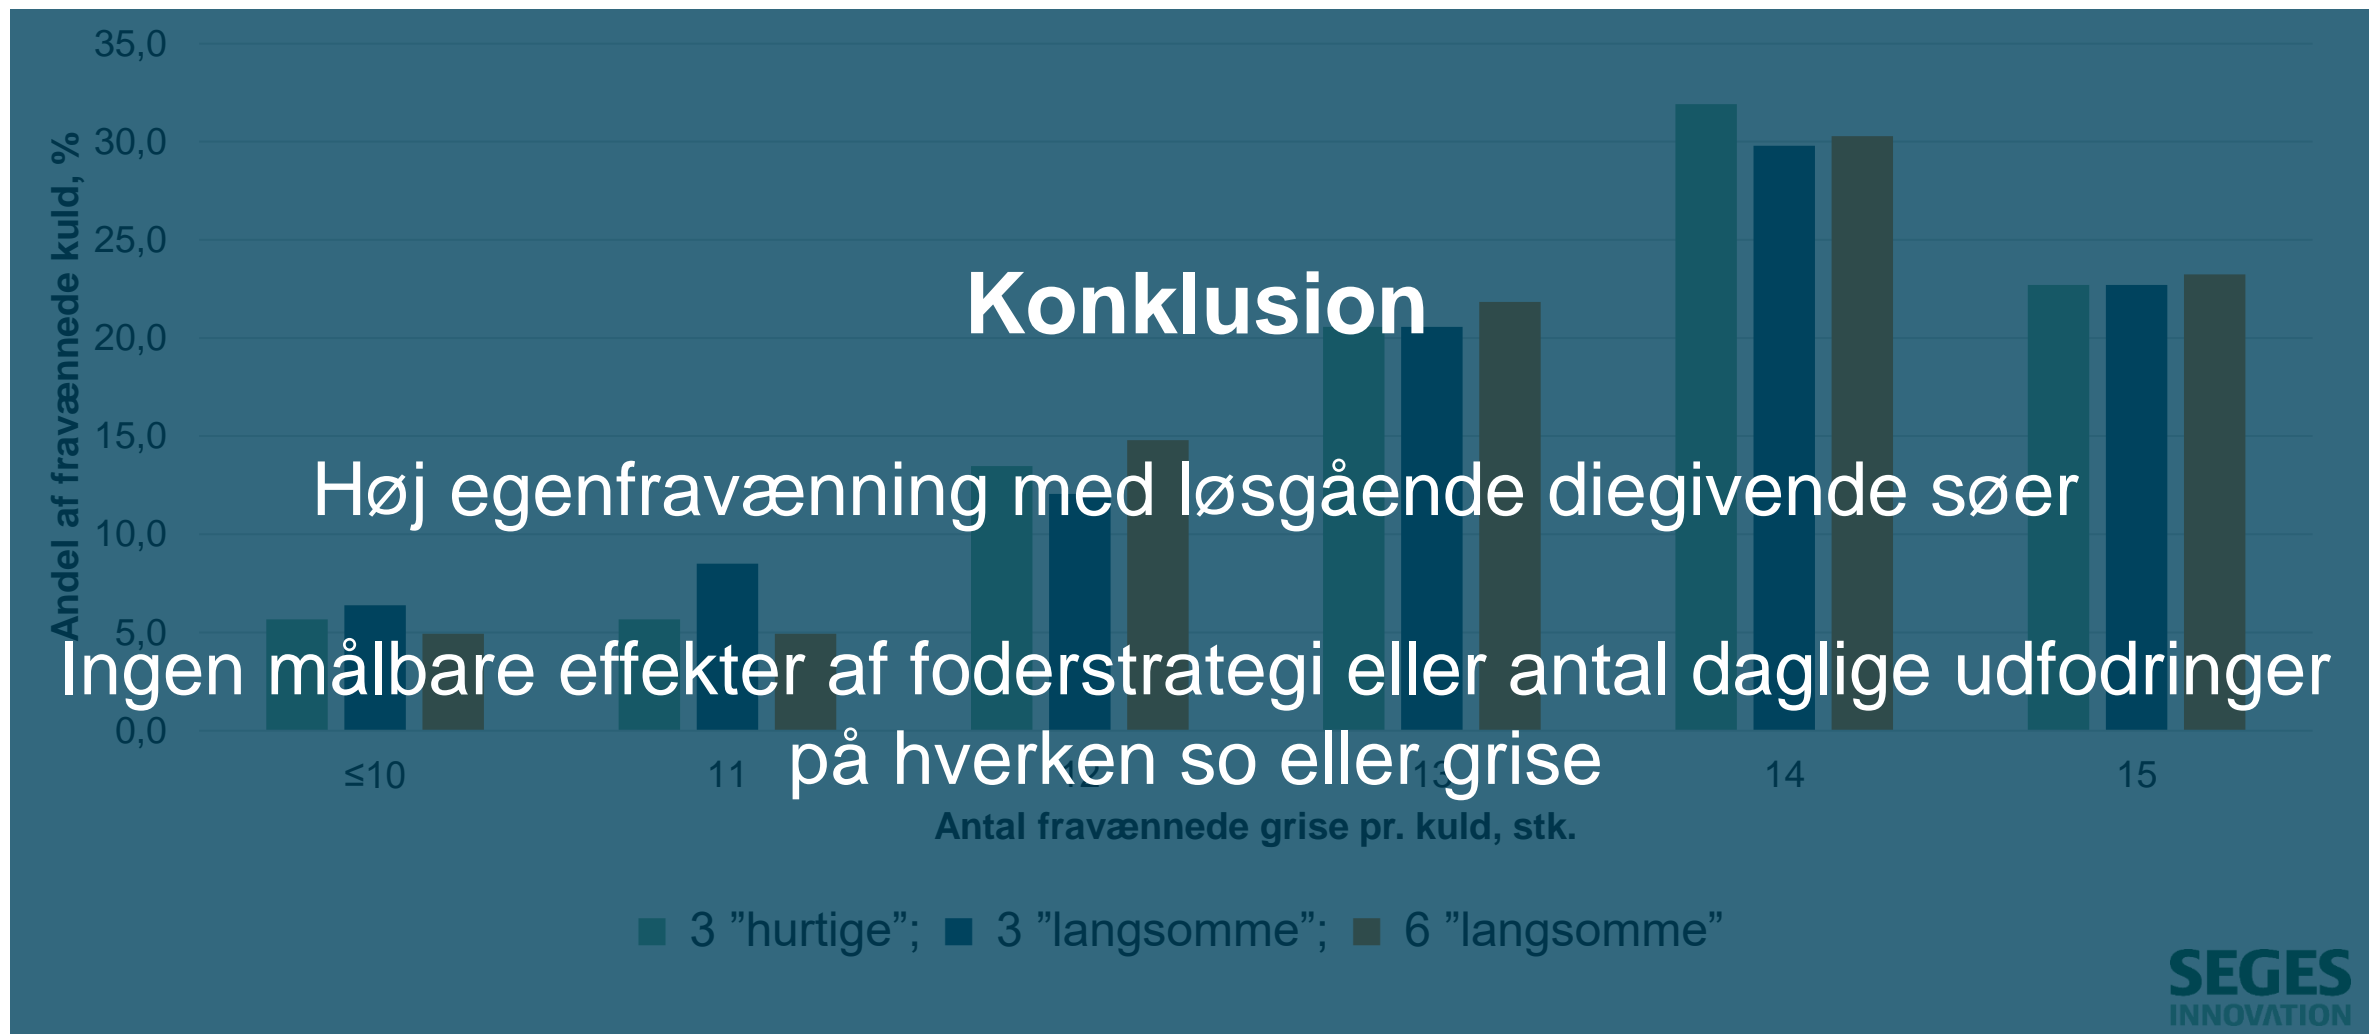 35,0
30,0
25,0
20,0
15,0
10,0
5,0
0,0
Andel af fravænnede kuld, %
Konklusion
Høj egenfravænning med løsgående diegivende søer
Ingen målbare effekter af foderstrategi eller antal daglige udfodringer
på hverken so eller grise
≤10 11 12 13 14 15
Antal fravænnede grise pr. kuld, stk.
3 ”hurtige”; 3 ”langsomme”; 6 ”langsomme”
SEGES
INNOVATION